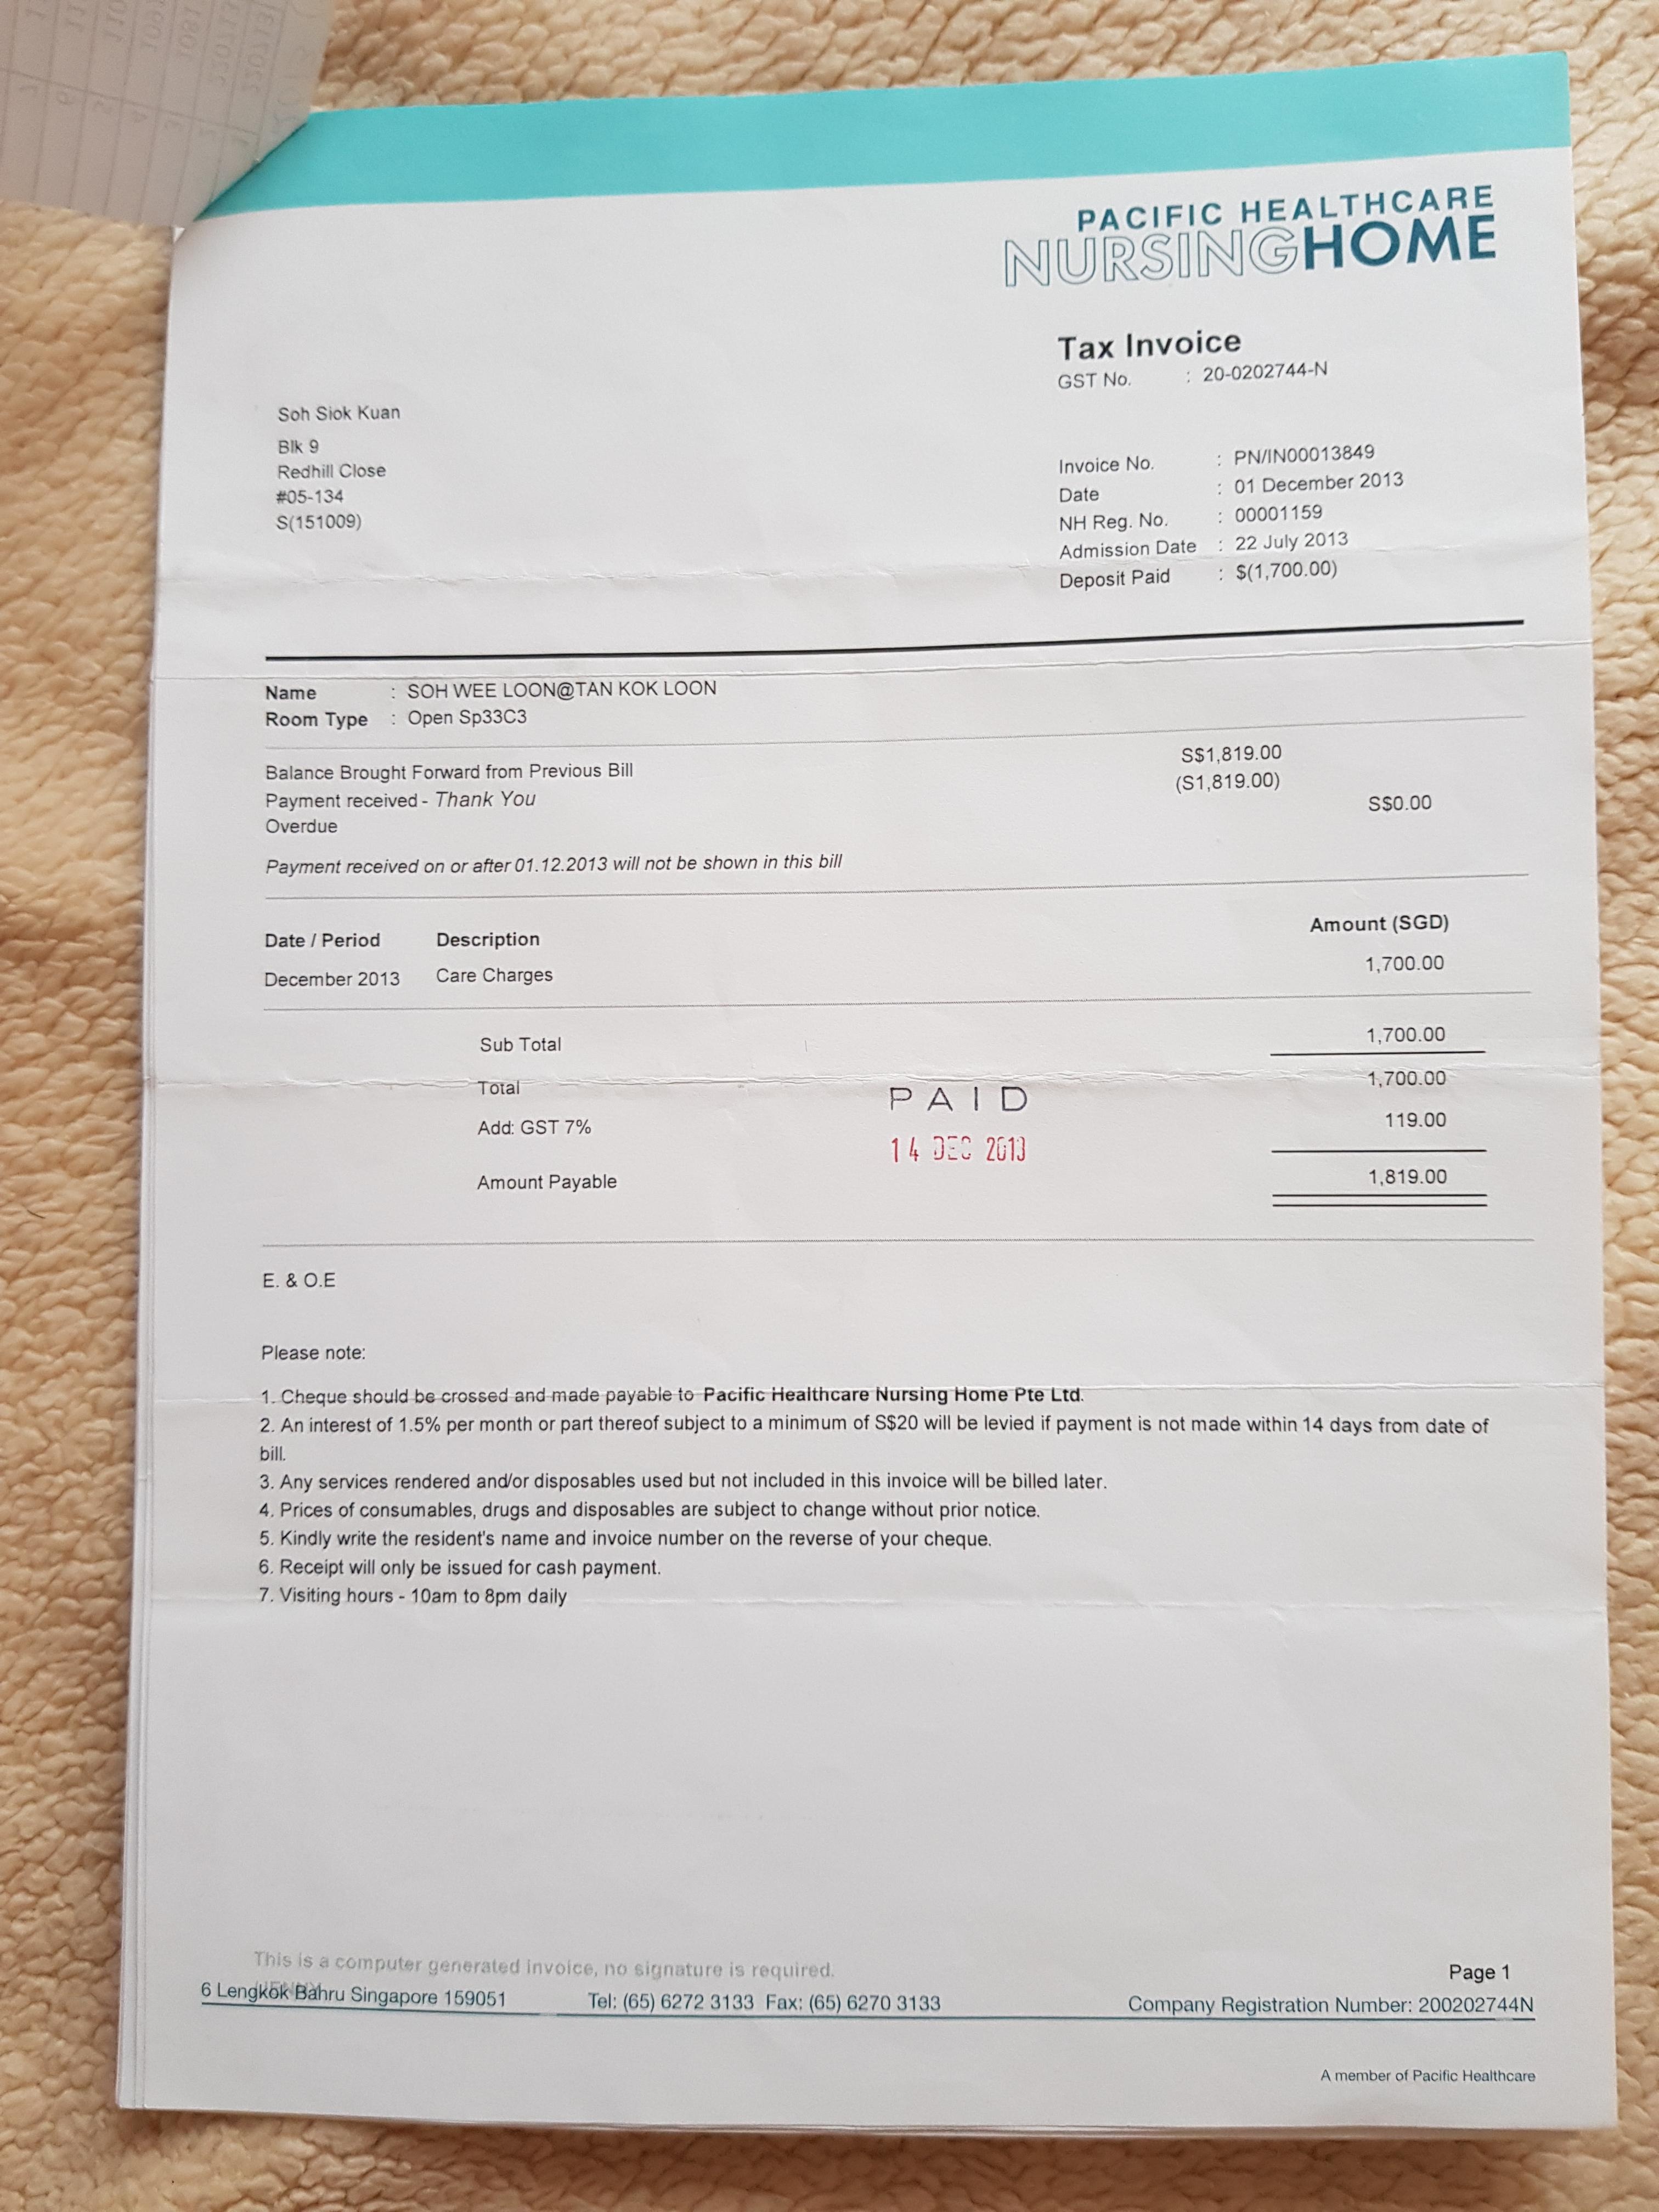 PACIFIC HEALTHCARE
NURSINGHOME
Tax Invoice
GST No. : 20-0202744-N
Soh Siok Kuan
Blk 9
Redhill Close
#05-134
S(151009)
Invoice No. : PN/IN00013849
Date : 01 December 2013
NH Reg. No. : 00001159
Admission Date : 22 July 2013
Deposit Paid : $(1,700.00)
Name : SOH WEE LOON@TAN KOK LOON
Room Type : Open Sp33C3
Balance Brought Forward from Previous Bill S$1,819.00
Payment received - Thank You (S1,819.00)
Overdue S$0.00
Payment received on or after 01.12.2013 will not be shown in this bill
Date / Period Description Amount (SGD)
December 2013 Care Charges 1,700.00
Sub Total 1,700.00
Total 1,700.00
PAID
Add: GST 7% 119.00
14 DEC 2013
Amount Payable 1,819.00
E. & O.E
Please note:
1. Cheque should be crossed and made payable to Pacific Healthcare Nursing Home Pte Ltd.
2. An interest of 1.5% per month or part thereof subject to a minimum of S$20 will be levied if payment is not made within 14 days from date of
bill.
3. Any services rendered and/or disposables used but not included in this invoice will be billed later.
4. Prices of consumables, drugs and disposables are subject to change without prior notice.
5. Kindly write the resident's name and invoice number on the reverse of your cheque.
6. Receipt will only be issued for cash payment.
7. Visiting hours - 10am to 8pm daily
This is a computer generated invoice, no signature is required.
Page 1
6 Lengkok Bahru Singapore 159051 Tel: (65) 6272 3133 Fax: (65) 6270 3133 Company Registration Number: 200202744N
A member of Pacific Healthcare